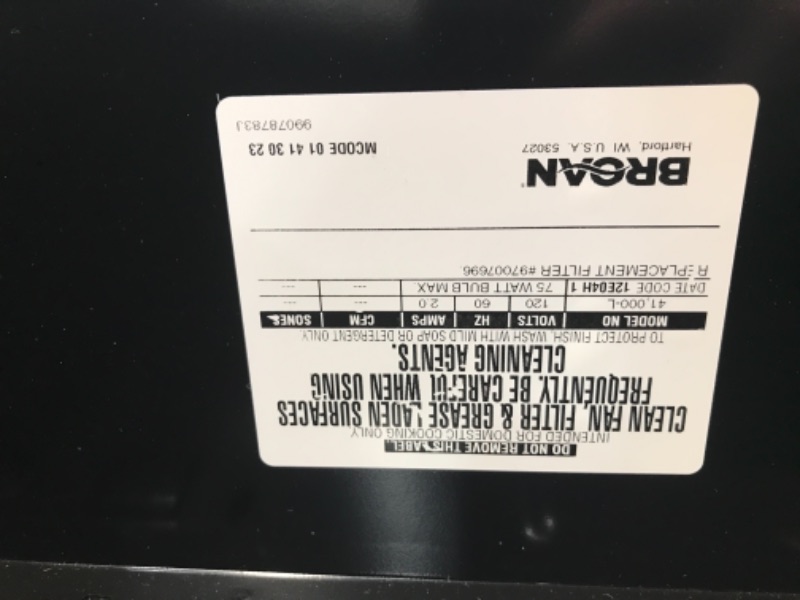 DO NOT REMOVE THIS LABEL
INTENDED FOR DOMESTIC COOKING ONLY
CLEAN FAN, FILTER & GREASE LADEN SURFACES
FREQUENTLY. BE CAREFUL WHEN USING
CLEANING AGENTS.
TO PROTECT FINISH, WASH WITH MILD SOAP OR DETERGENT ONLY
MODEL NO VOLTS HZ AMPS CFM SONES
41,000-L 120 60 2.0 --- ---
DATE CODE 12E04H 1 75 WATT BULB MAX. --- ---
REPLACEMENT FILTER #97007696
BROAN
Hartford, WI U.S.A. 53027
MCODE 01 41 30 23
99078783J